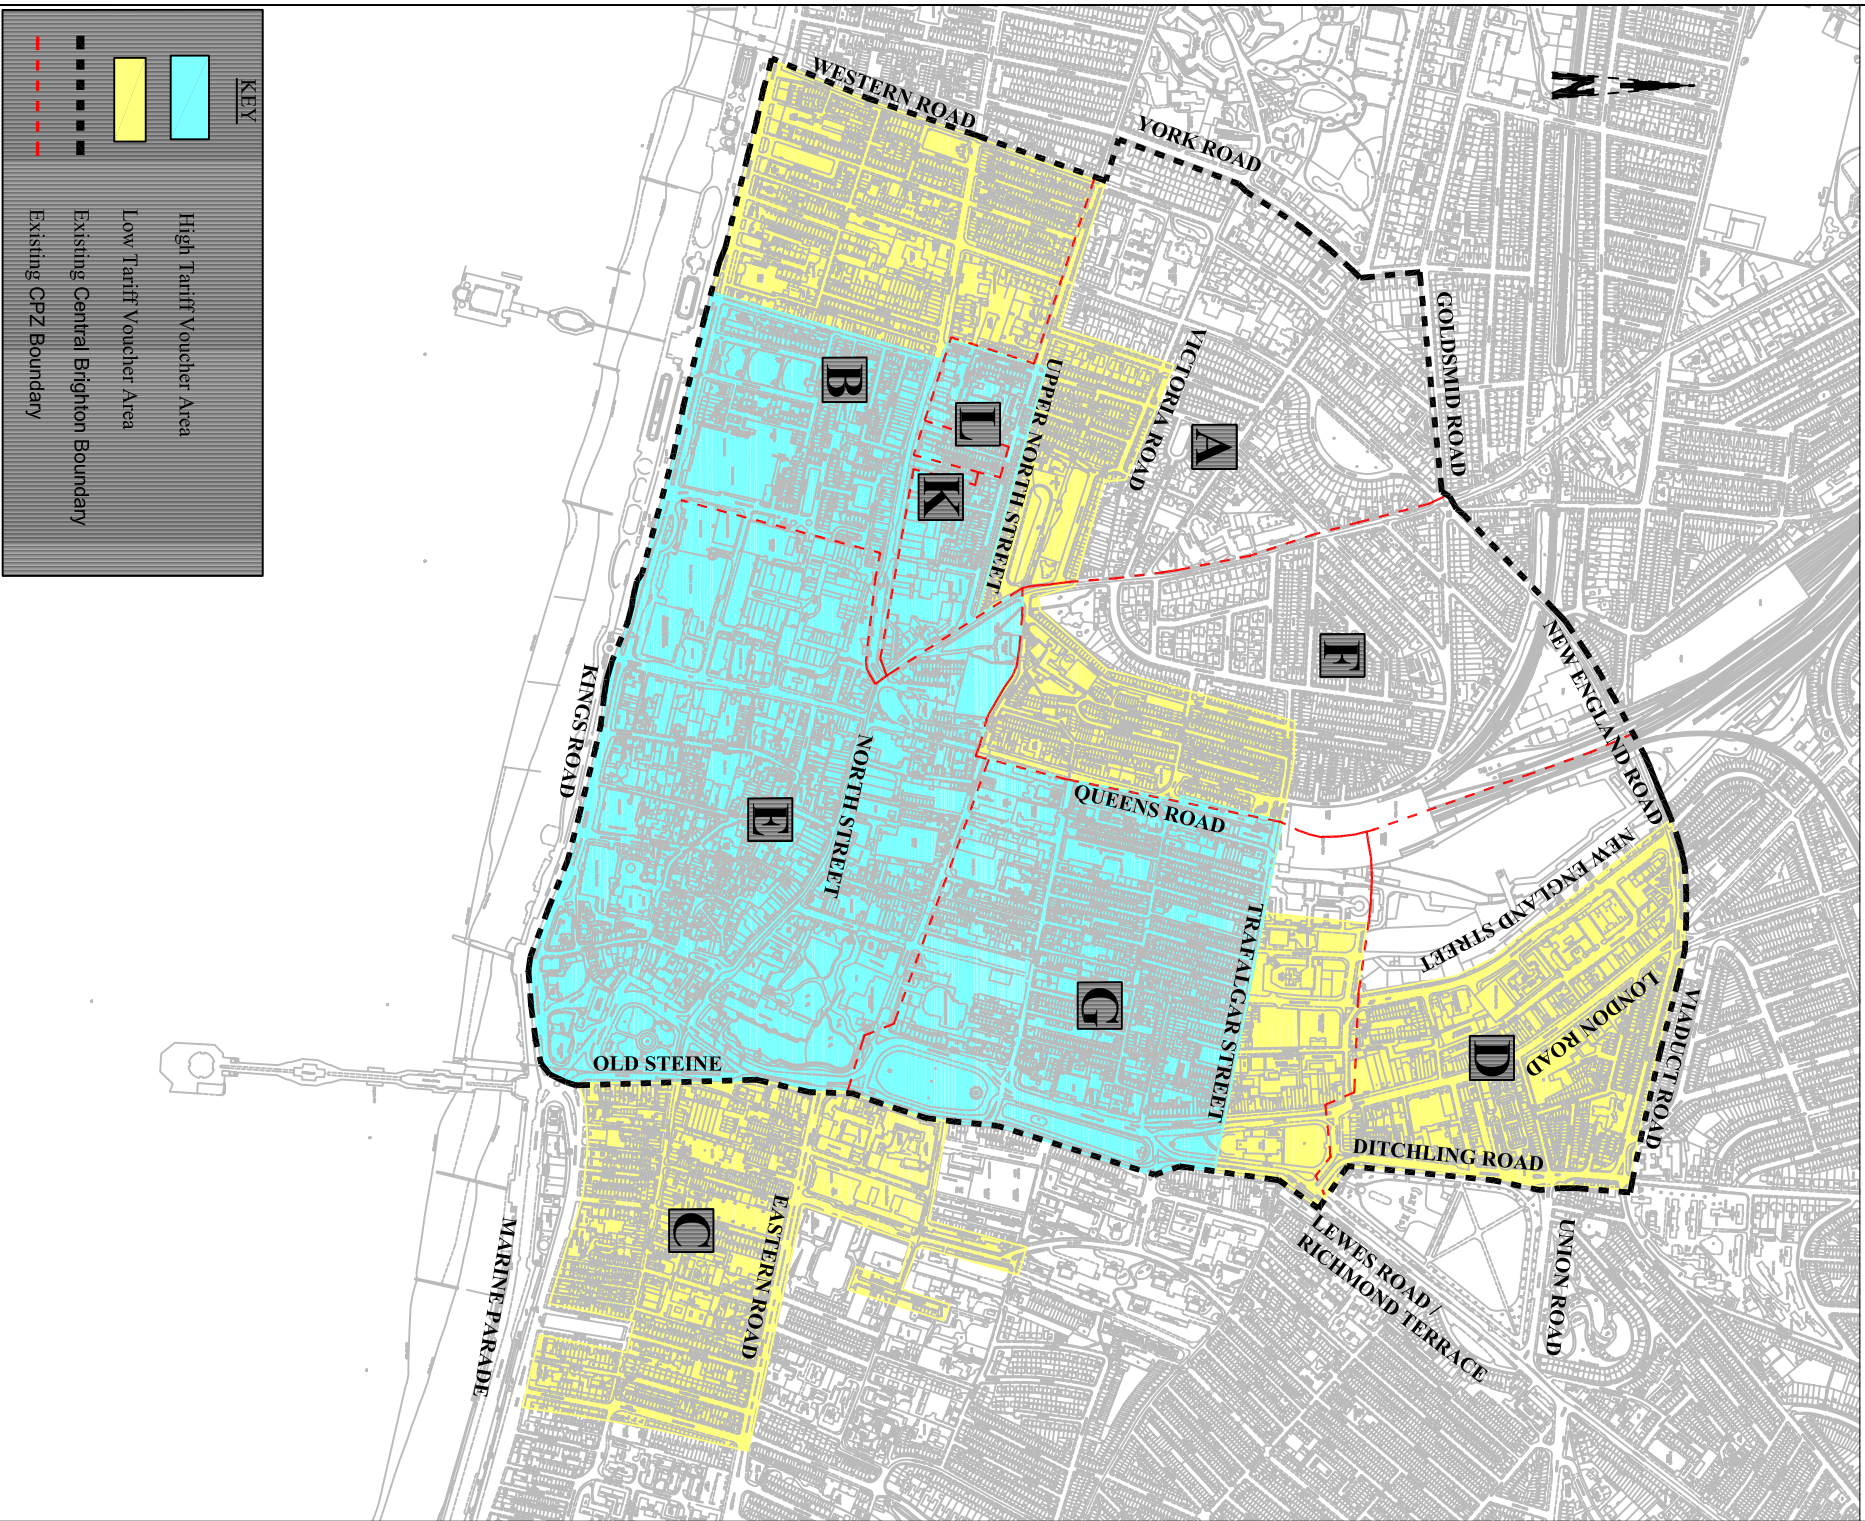 KEY
High Tariff Voucher Area
Low Tariff Voucher Area
Existing Central Brighton Boundary
Existing CPZ Boundary
N
WESTERN ROAD
YORK ROAD
GOLDSMID ROAD
VICTORIA ROAD
UPPER NORTH STREET
NEW ENGLAND ROAD
NEW ENGLAND STREET
LONDON ROAD
VIADUCT ROAD
QUEENS ROAD
TRAFALGAR STREET
NORTH STREET
KINGS ROAD
OLD STEINE
DITCHLING ROAD
UNION ROAD
LEWES ROAD /
RICHMOND TERRACE
EASTERN ROAD
MARINE PARADE
A
B
L
K
F
E
G
D
C